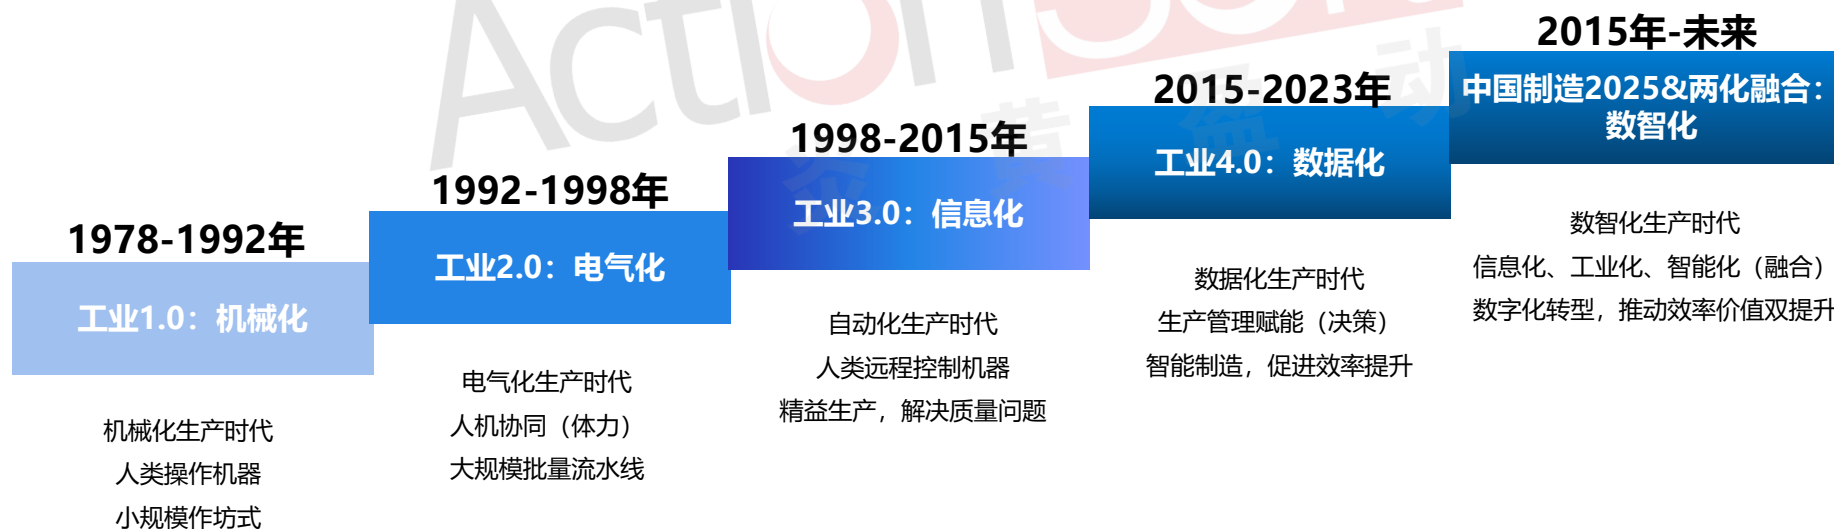 1978-1992年
工业1.0：机械化
机械化生产时代
人类操作机器
小规模作坊式
1992-1998年
工业2.0：电气化
电气化生产时代
人机协同（体力）
大规模批量流水线
1998-2015年
工业3.0：信息化
自动化生产时代
人类远程控制机器
精益生产，解决质量问题
2015-2023年
工业4.0：数据化
数据化生产时代
生产管理赋能（决策）
智能制造，促进效率提升
2015年-未来
中国制造2025&两化融合：
数智化
数智化生产时代
信息化、工业化、智能化（融合）
数字化转型，推动效率价值双提升
ActionSoft
炎黄盈动